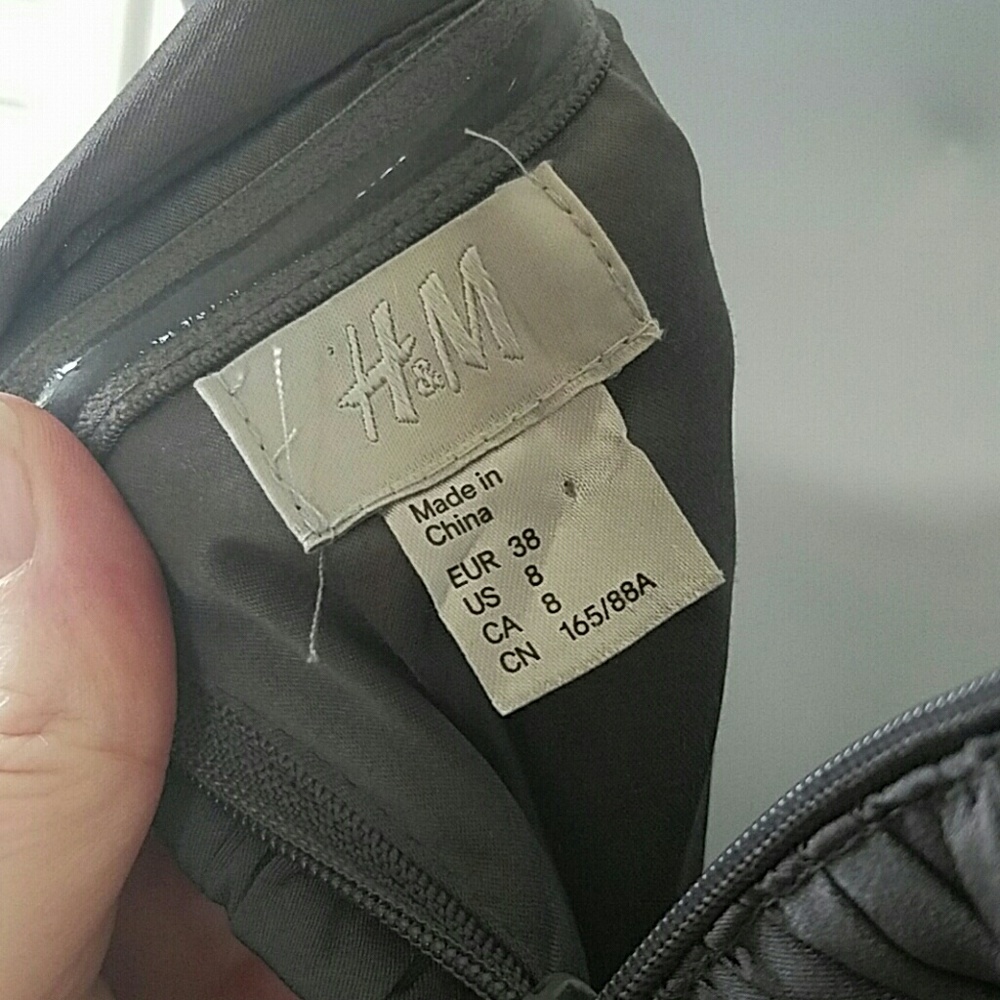 H&M
Made in
China
EUR 38
US 8
CA 8
CN 165/88A